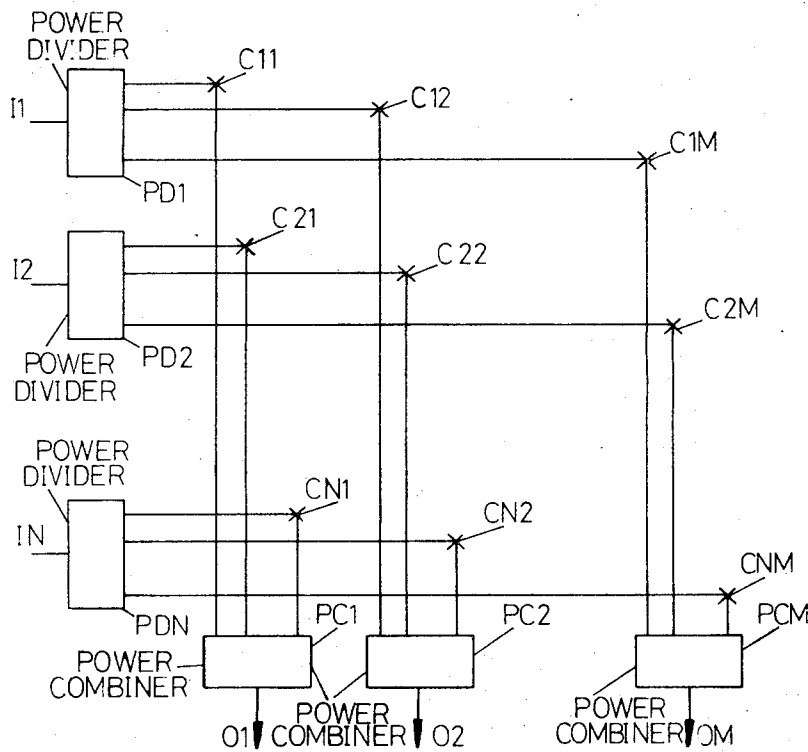 POWER
DIVIDER
C11
I1
C12
C1M
PD1
C21
I2
C22
C2M
POWER
DIVIDER
PD2
POWER
DIVIDER
CN1
IN
CN2
CNM
PDN
PC1
PC2
PCM
POWER
COMBINER
POWER
COMBINER
POWER
COMBINER
O1
O2
OM